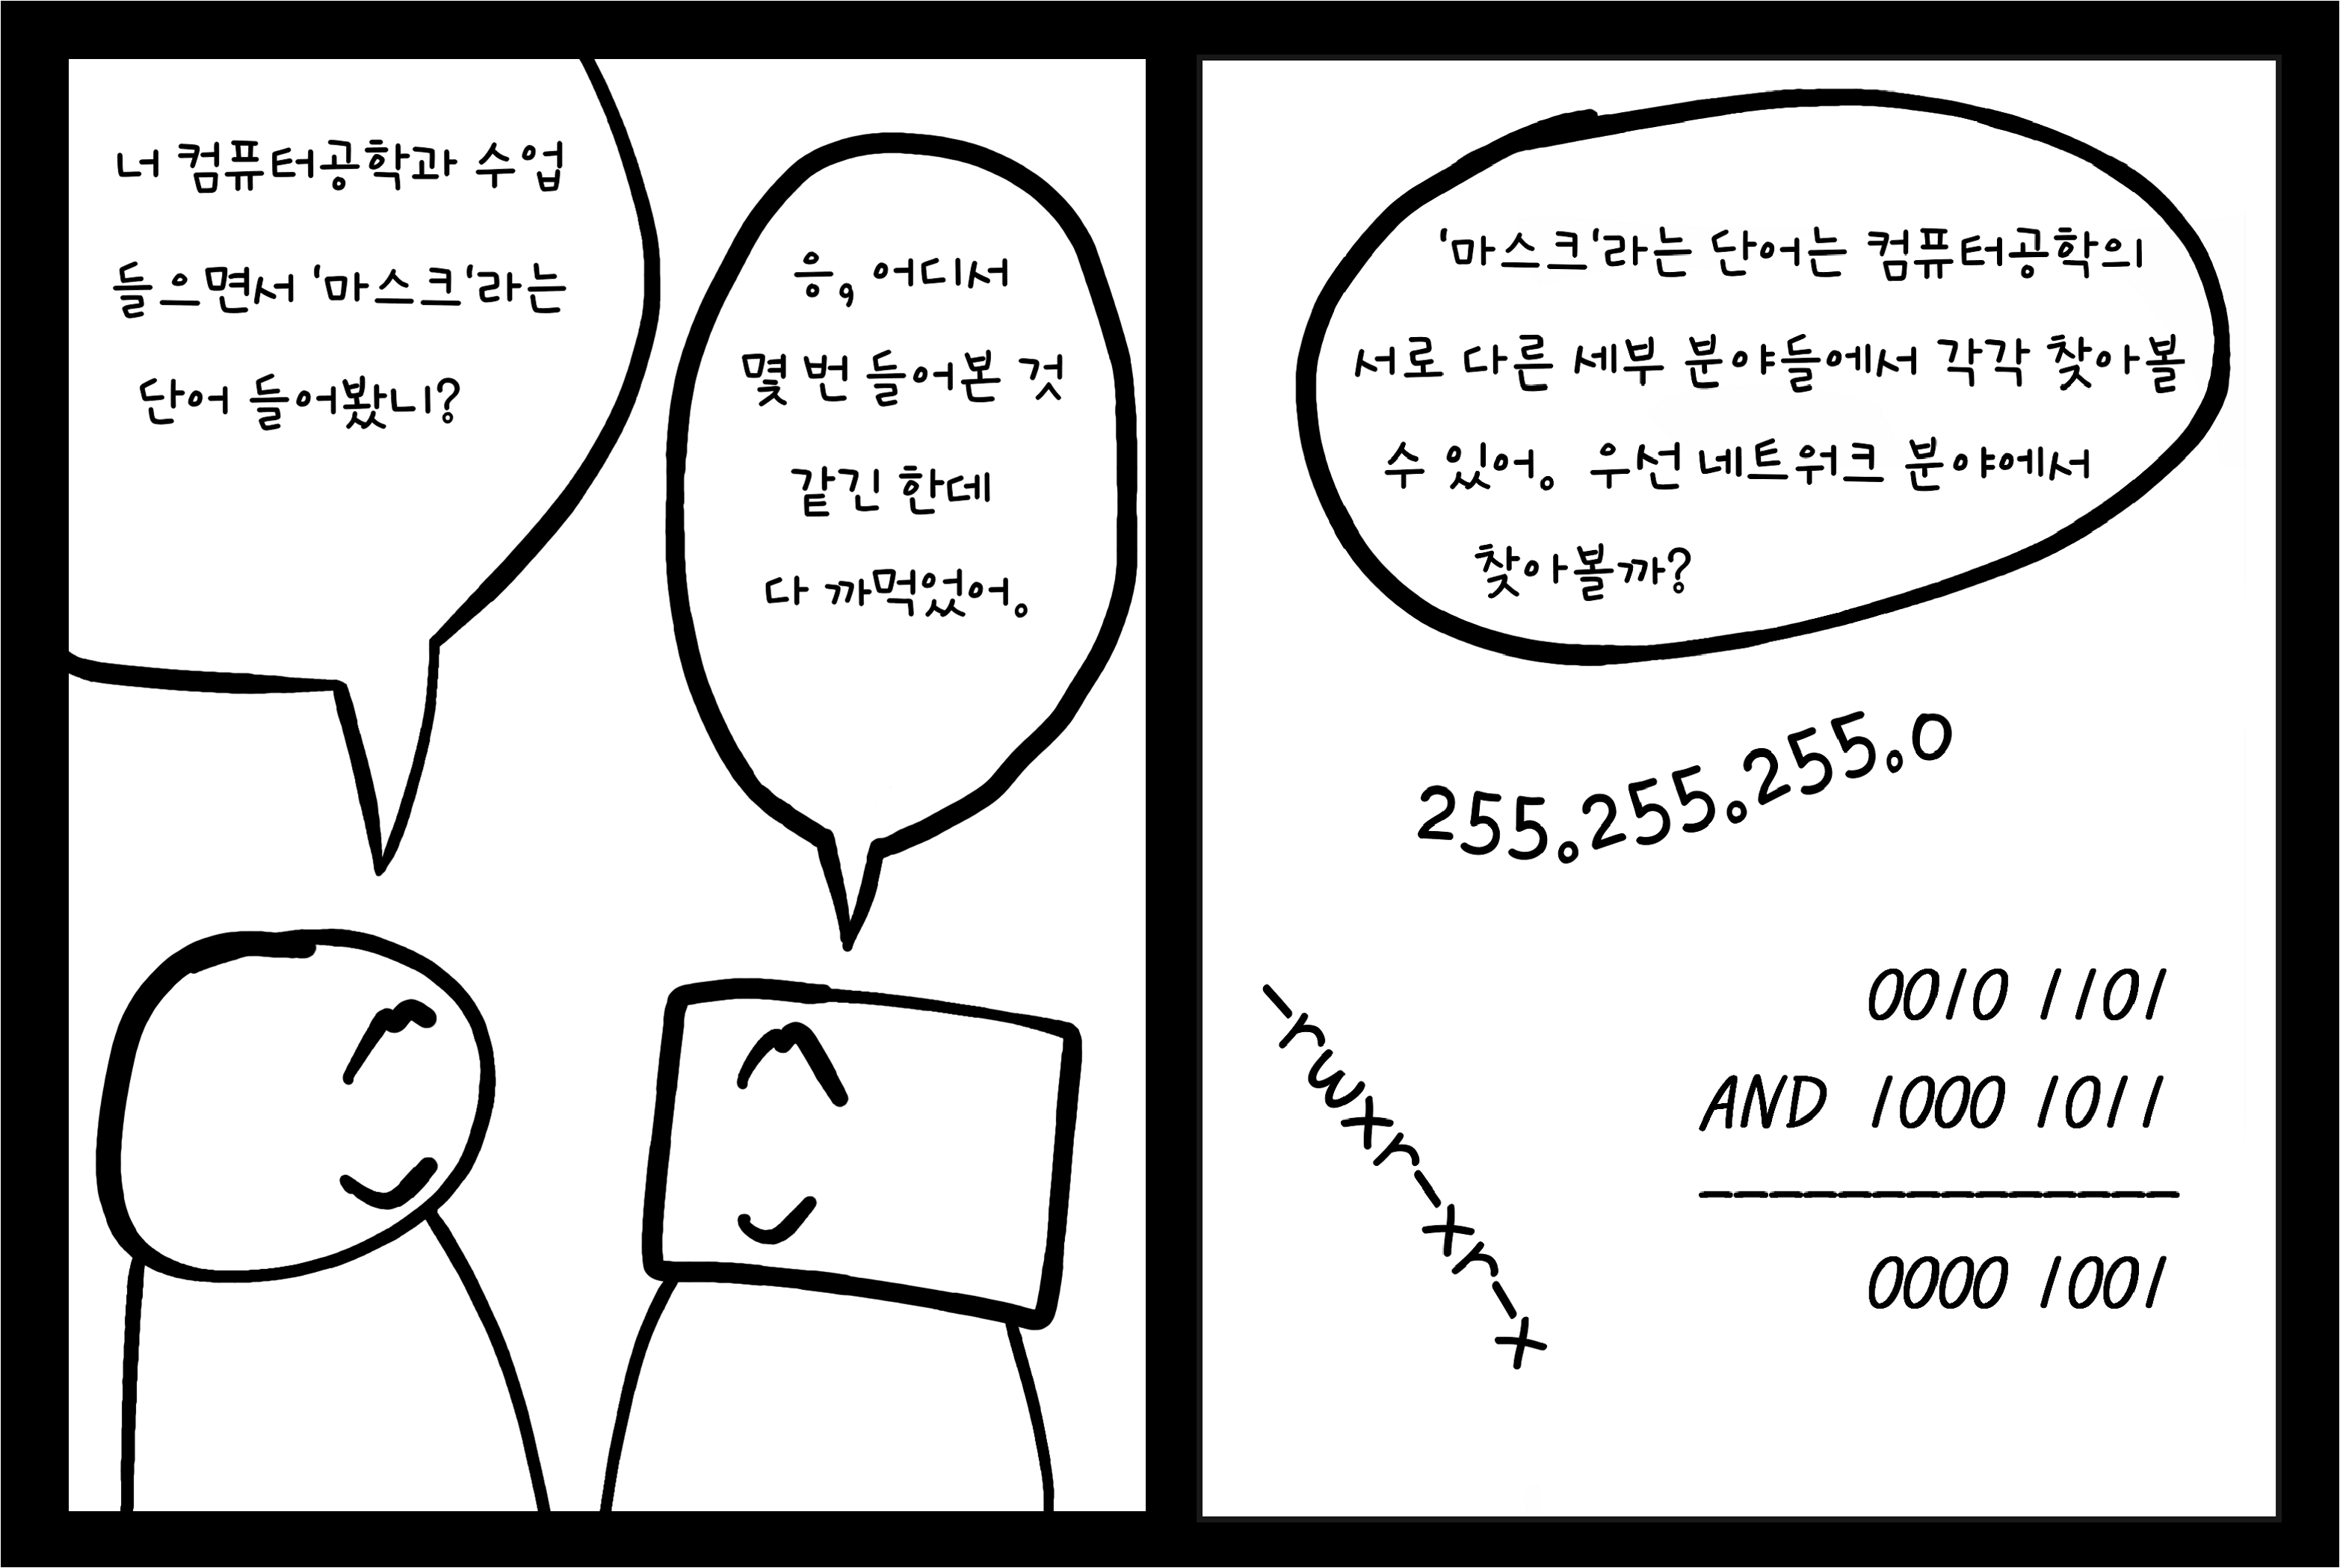 너 컴퓨터공학과 수업
들으면서 '마스크'라는
단어 들어봤니?
응, 어디서
몇 번 들어본 것
같긴 한데
다 까먹었어.
'마스크'라는 단어는 컴퓨터공학의
서로 다른 세부 분야들에서 각각 찾아볼
수 있어. 우선 네트워크 분야에서
찾아볼까?
255.255.255.0
-rwxr-xr-x
0010 1101
AND 1000 1011
--------------
0000 1001